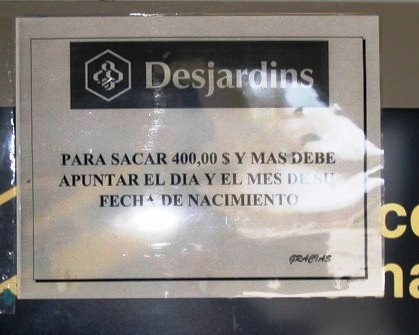 Desjardins
PARA SACAR 400,00 $ Y MAS DEBE
APUNTAR EL DIA Y EL MES DE SU
FECHA DE NACIMIENTO
GRACIAS